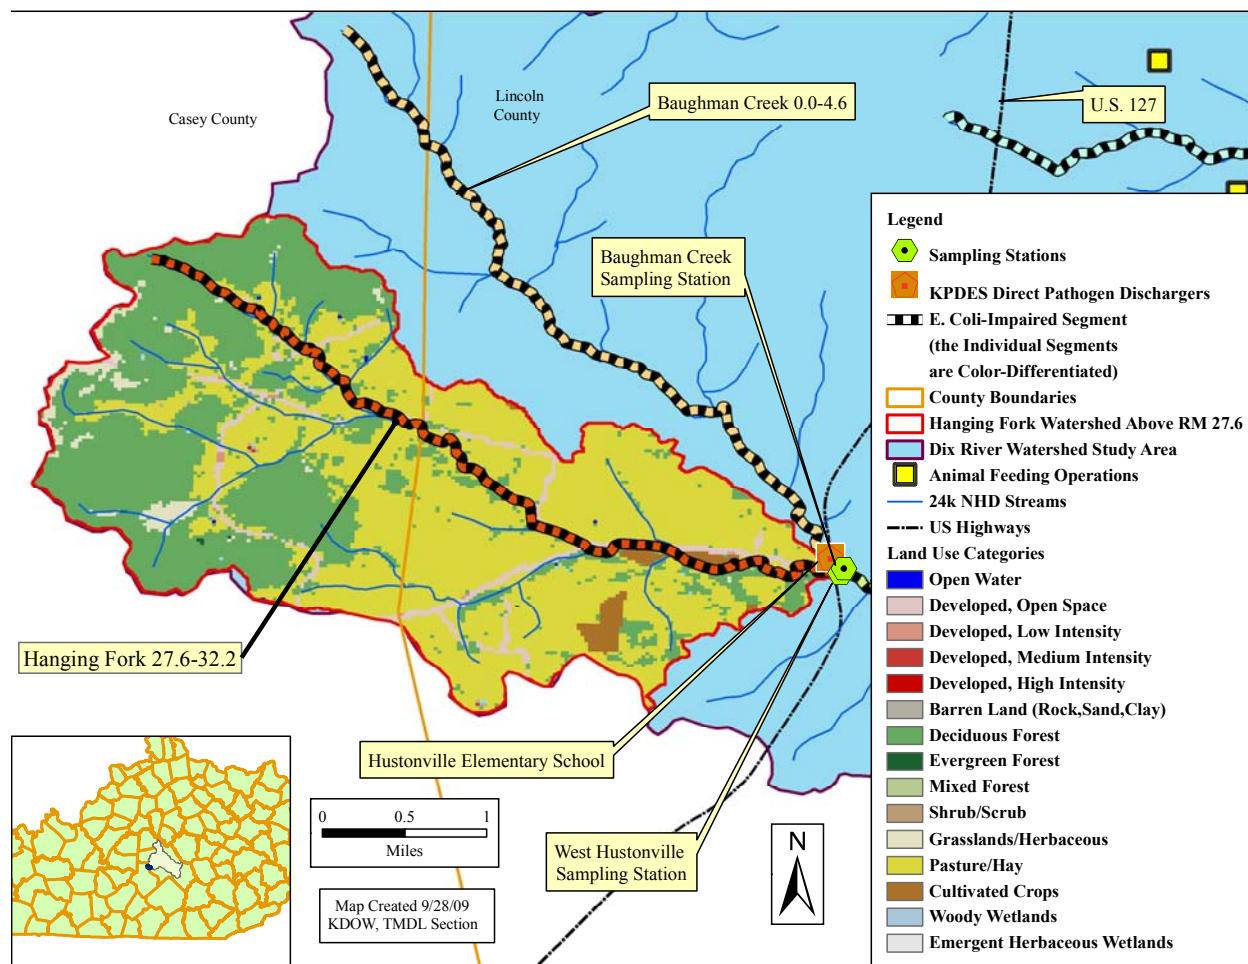 Casey County
Lincoln
County
Baughman Creek 0.0-4.6
U.S. 127
Baughman Creek
Sampling Station
Hanging Fork 27.6-32.2
Hustonville Elementary School
West Hustonville
Sampling Station
0 0.5 1
Miles
Map Created 9/28/09
KDOW, TMDL Section
N
Legend
Sampling Stations
KPDES Direct Pathogen Dischargers
E. Coli-Impaired Segment
(the Individual Segments
are Color-Differentiated)
County Boundaries
Hanging Fork Watershed Above RM 27.6
Dix River Watershed Study Area
Animal Feeding Operations
24k NHD Streams
US Highways
Land Use Categories
Open Water
Developed, Open Space
Developed, Low Intensity
Developed, Medium Intensity
Developed, High Intensity
Barren Land (Rock,Sand,Clay)
Deciduous Forest
Evergreen Forest
Mixed Forest
Shrub/Scrub
Grasslands/Herbaceous
Pasture/Hay
Cultivated Crops
Woody Wetlands
Emergent Herbaceous Wetlands